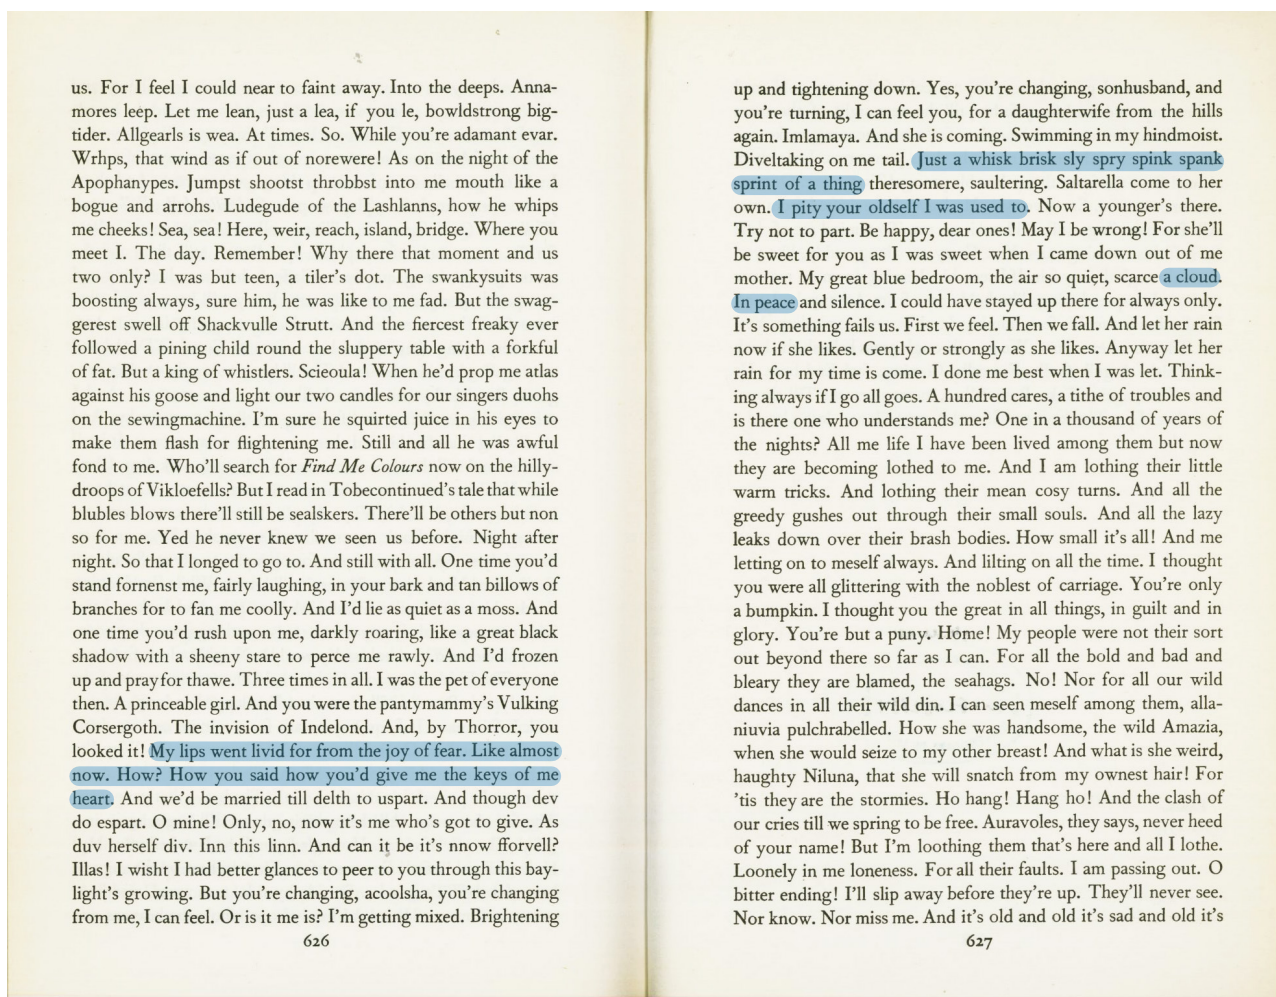 us. For I feel I could near to faint away. Into the deeps. Anna-
mores leep. Let me lean, just a lea, if you le, bowldstrong big-
tider. Allgearls is wea. At times. So. While you're adamant evar.
Wrhps, that wind as if out of norewere! As on the night of the
Apophanypes. Jumpst shootst throbbst into me mouth like a
bogue and arrohs. Ludegude of the Lashlanns, how he whips
me cheeks! Sea, sea! Here, weir, reach, island, bridge. Where you
meet I. The day. Remember! Why there that moment and us
two only? I was but teen, a tiler's dot. The swankysuits was
boosting always, sure him, he was like to me fad. But the swag-
gerest swell off Shackvulle Strutt. And the fiercest freaky ever
followed a pining child round the sluppery table with a forkful
of fat. But a king of whistlers. Scieoula! When he'd prop me atlas
against his goose and light our two candles for our singers duohs
on the sewingmachine. I'm sure he squirted juice in his eyes to
make them flash for flightening me. Still and all he was awful
fond to me. Who'll search for Find Me Colours now on the hilly-
droops of Vikloefells? But I read in Tobecontinued's tale that while
blubles blows there'll still be sealskers. There'll be others but non
so for me. Yed he never knew we seen us before. Night after
night. So that I longed to go to. And still with all. One time you'd
stand fornenst me, fairly laughing, in your bark and tan billows of
branches for to fan me coolly. And I'd lie as quiet as a moss. And
one time you'd rush upon me, darkly roaring, like a great black
shadow with a sheeny stare to perce me rawly. And I'd frozen
up and pray for thawe. Three times in all. I was the pet of everyone
then. A princeable girl. And you were the pantymammy's Vulking
Corsergoth. The invision of Indelond. And, by Thorror, you
looked it! My lips went livid for from the joy of fear. Like almost
now. How? How you said how you'd give me the keys of me
heart. And we'd be married till delth to uspart. And though dev
do espart. O mine! Only, no, now it's me who's got to give. As
duv herself div. Inn this linn. And can it be it's nnow fforvell?
Illas! I wisht I had better glances to peer to you through this bay-
light's growing. But you're changing, acoolsha, you're changing
from me, I can feel. Or is it me is? I'm getting mixed. Brightening
626
up and tightening down. Yes, you're changing, sonhusband, and
you're turning, I can feel you, for a daughterwife from the hills
again. Imlamaya. And she is coming. Swimming in my hindmoist.
Diveltaking on me tail. Just a whisk brisk sly spry spink spank
sprint of a thing theresomere, saultering. Saltarella come to her
own. I pity your oldself I was used to. Now a younger's there.
Try not to part. Be happy, dear ones! May I be wrong! For she'll
be sweet for you as I was sweet when I came down out of me
mother. My great blue bedroom, the air so quiet, scarce a cloud.
In peace and silence. I could have stayed up there for always only.
It's something fails us. First we feel. Then we fall. And let her rain
now if she likes. Gently or strongly as she likes. Anyway let her
rain for my time is come. I done me best when I was let. Think-
ing always if I go all goes. A hundred cares, a tithe of troubles and
is there one who understands me? One in a thousand of years of
the nights? All me life I have been lived among them but now
they are becoming lothed to me. And I am lothing their little
warm tricks. And lothing their mean cosy turns. And all the
greedy gushes out through their small souls. And all the lazy
leaks down over their brash bodies. How small it's all! And me
letting on to meself always. And lilting on all the time. I thought
you were all glittering with the noblest of carriage. You're only
a bumpkin. I thought you the great in all things, in guilt and in
glory. You're but a puny. Home! My people were not their sort
out beyond there so far as I can. For all the bold and bad and
bleary they are blamed, the seahags. No! Nor for all our wild
dances in all their wild din. I can seen meself among them, alla-
niuvia pulchrabelled. How she was handsome, the wild Amazia,
when she would seize to my other breast! And what is she weird,
haughty Niluna, that she will snatch from my ownest hair! For
'tis they are the stormies. Ho hang! Hang ho! And the clash of
our cries till we spring to be free. Auravoles, they says, never heed
of your name! But I'm loothing them that's here and all I lothe.
Loonely in me loneness. For all their faults. I am passing out. O
bitter ending! I'll slip away before they're up. They'll never see.
Nor know. Nor miss me. And it's old and old it's sad and old it's
627